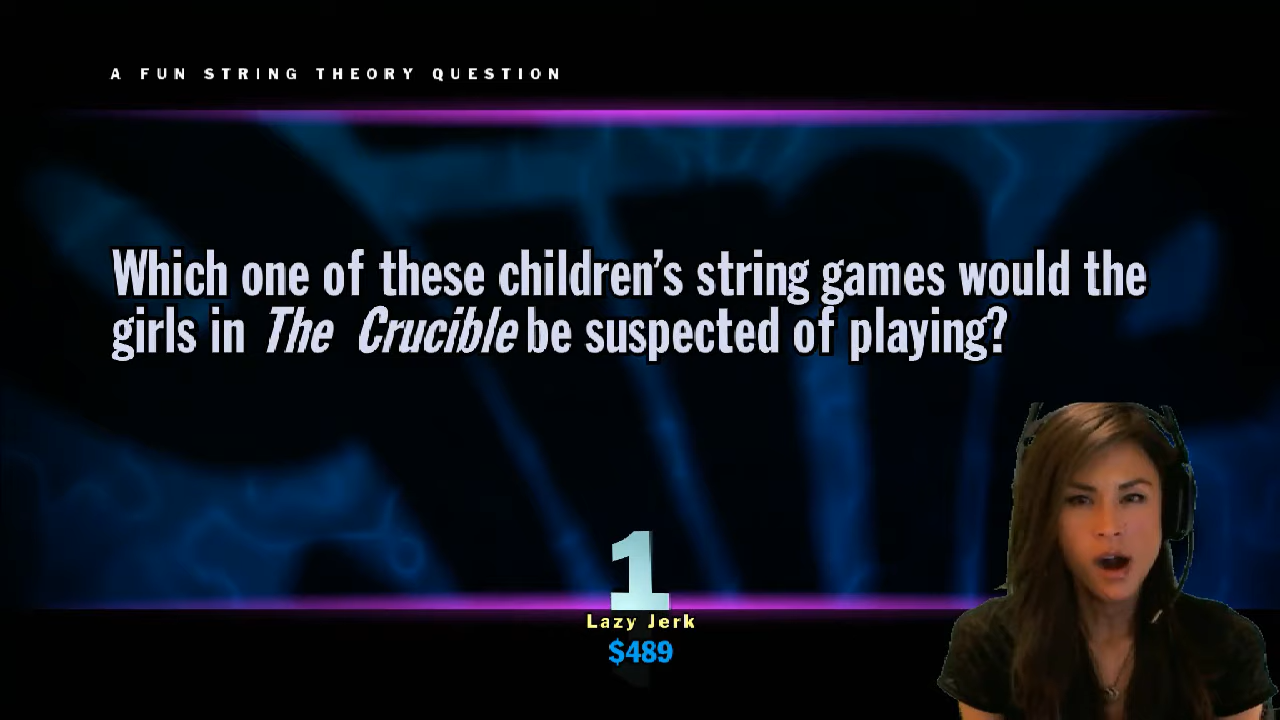 A FUN STRING THEORY QUESTION
Which one of these children's string games would the
girls in The Crucible be suspected of playing?
1
Lazy Jerk
$489